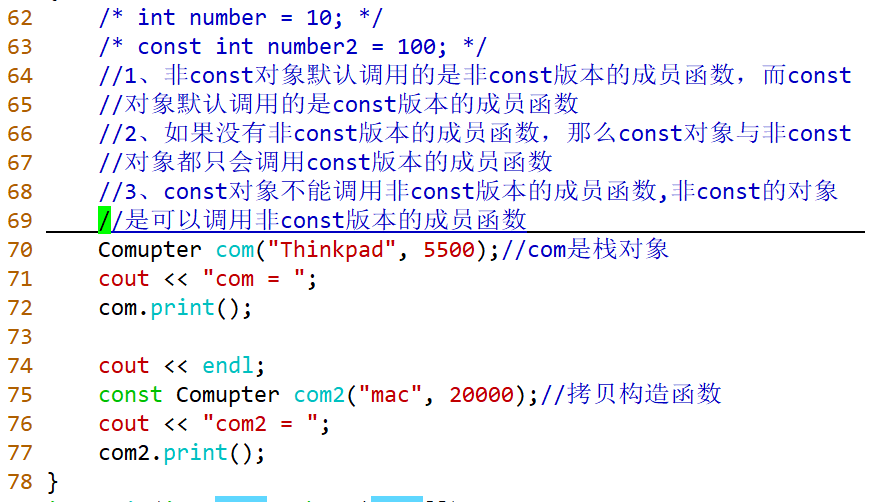 62 /* int number = 10; */
63 /* const int number2 = 100; */
64 //1、非const对象默认调用的是非const版本的成员函数，而const
65 //对象默认调用的是const版本的成员函数
66 //2、如果没有非const版本的成员函数，那么const对象与非const
67 //对象都只会调用const版本的成员函数
68 //3、const对象不能调用非const版本的成员函数,非const的对象
69 //是可以调用非const版本的成员函数
70 Comupter com("Thinkpad", 5500);//com是栈对象
71 cout << "com = ";
72 com.print();
73
74 cout << endl;
75 const Comupter com2("mac", 20000);//拷贝构造函数
76 cout << "com2 = ";
77 com2.print();
78 }